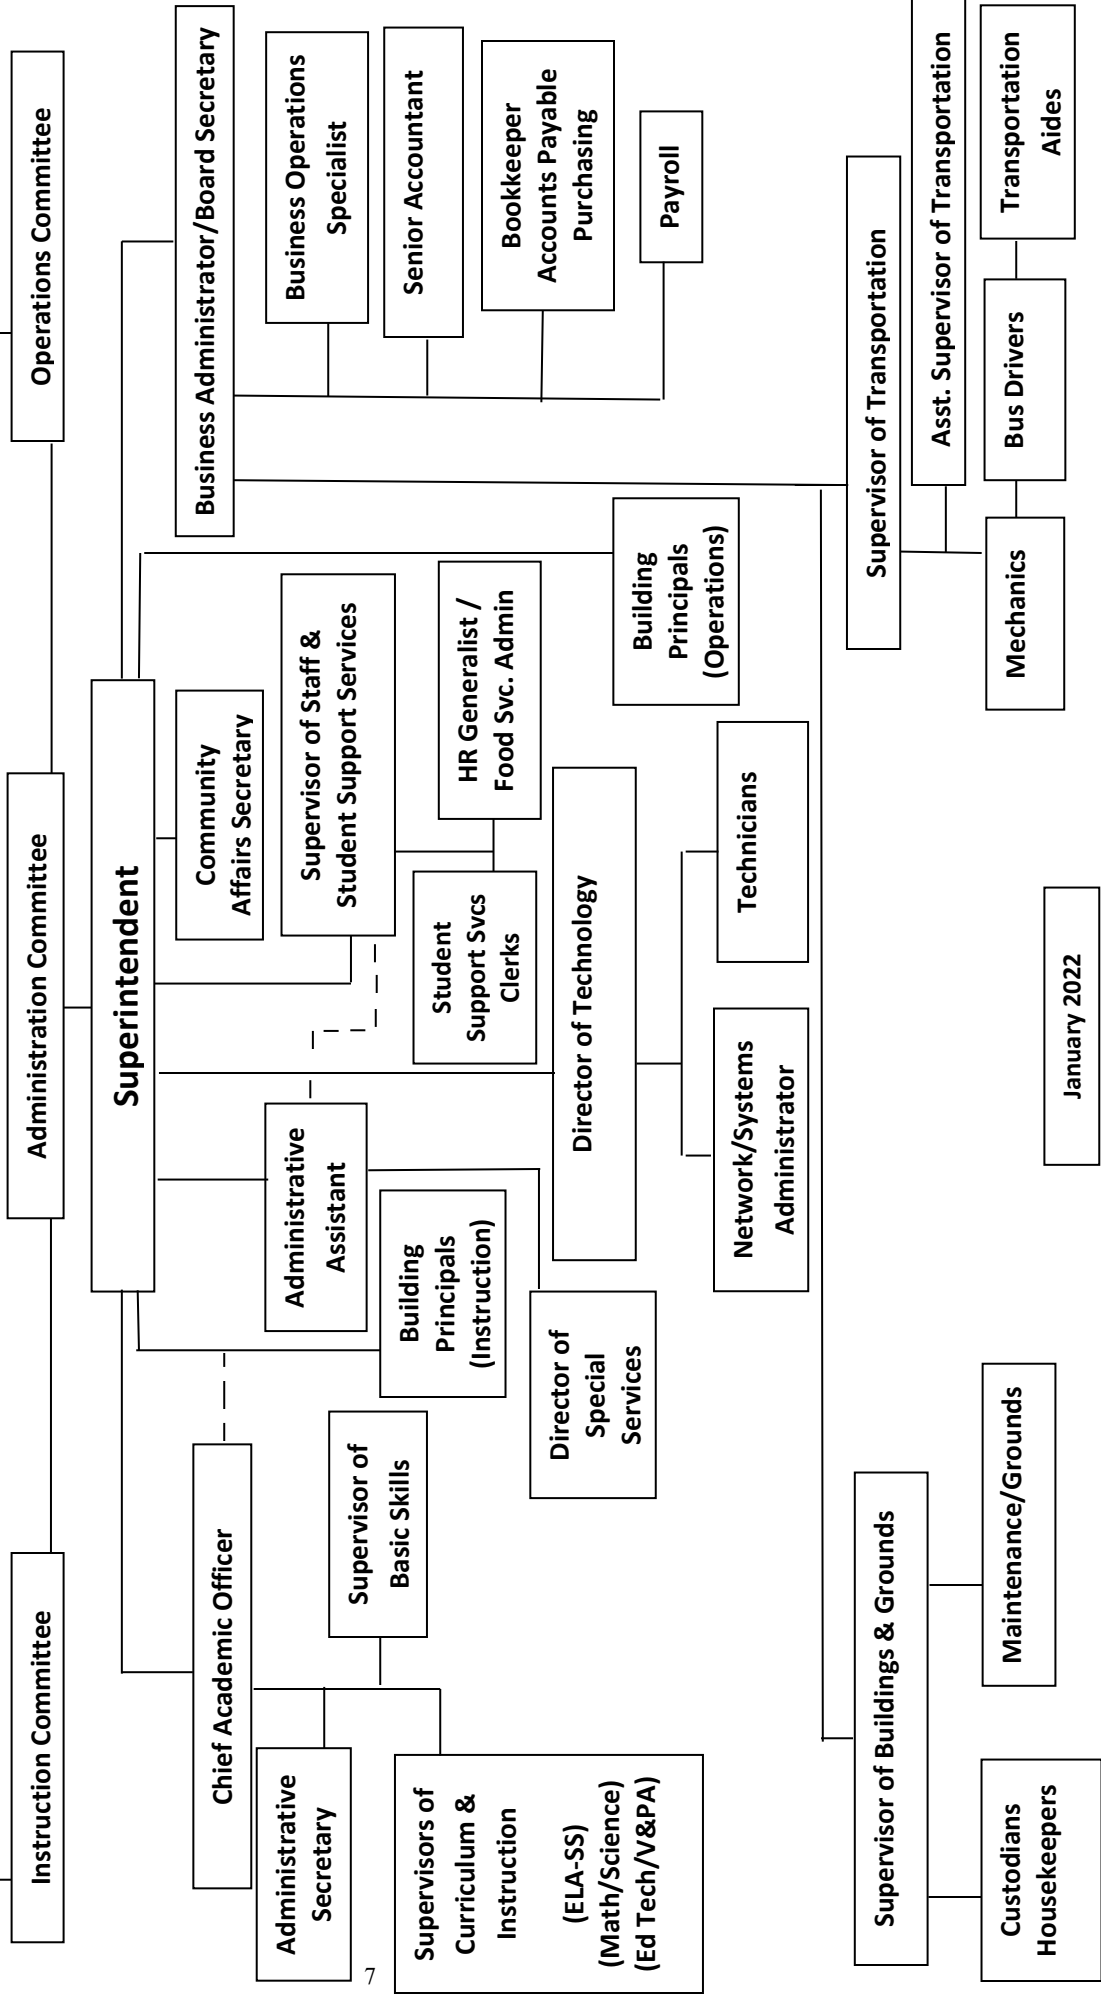 Instruction Committee
Administration Committee
Operations Committee
Superintendent
Chief Academic Officer
Community
Affairs Secretary
Business Administrator/Board Secretary
Administrative
Secretary
Supervisor of
Basic Skills
Administrative
Assistant
Supervisor of Staff &
Student Support Services
Business Operations
Specialist
Senior Accountant
Supervisors of
Curriculum &
Instruction
(ELA-SS)
(Math/Science)
(Ed Tech/V&PA)
Building
Principals
(Instruction)
Student
Support Svcs
Clerks
HR Generalist /
Food Svc. Admin
Bookkeeper
Accounts Payable
Purchasing
Director of
Special
Services
Director of Technology
Building
Principals
(Operations)
Payroll
Network/Systems
Administrator
Technicians
Supervisor of Buildings & Grounds
Supervisor of Transportation
Asst. Supervisor of Transportation
Custodians
Housekeepers
Maintenance/Grounds
Mechanics
Bus Drivers
Transportation
Aides
January 2022
7